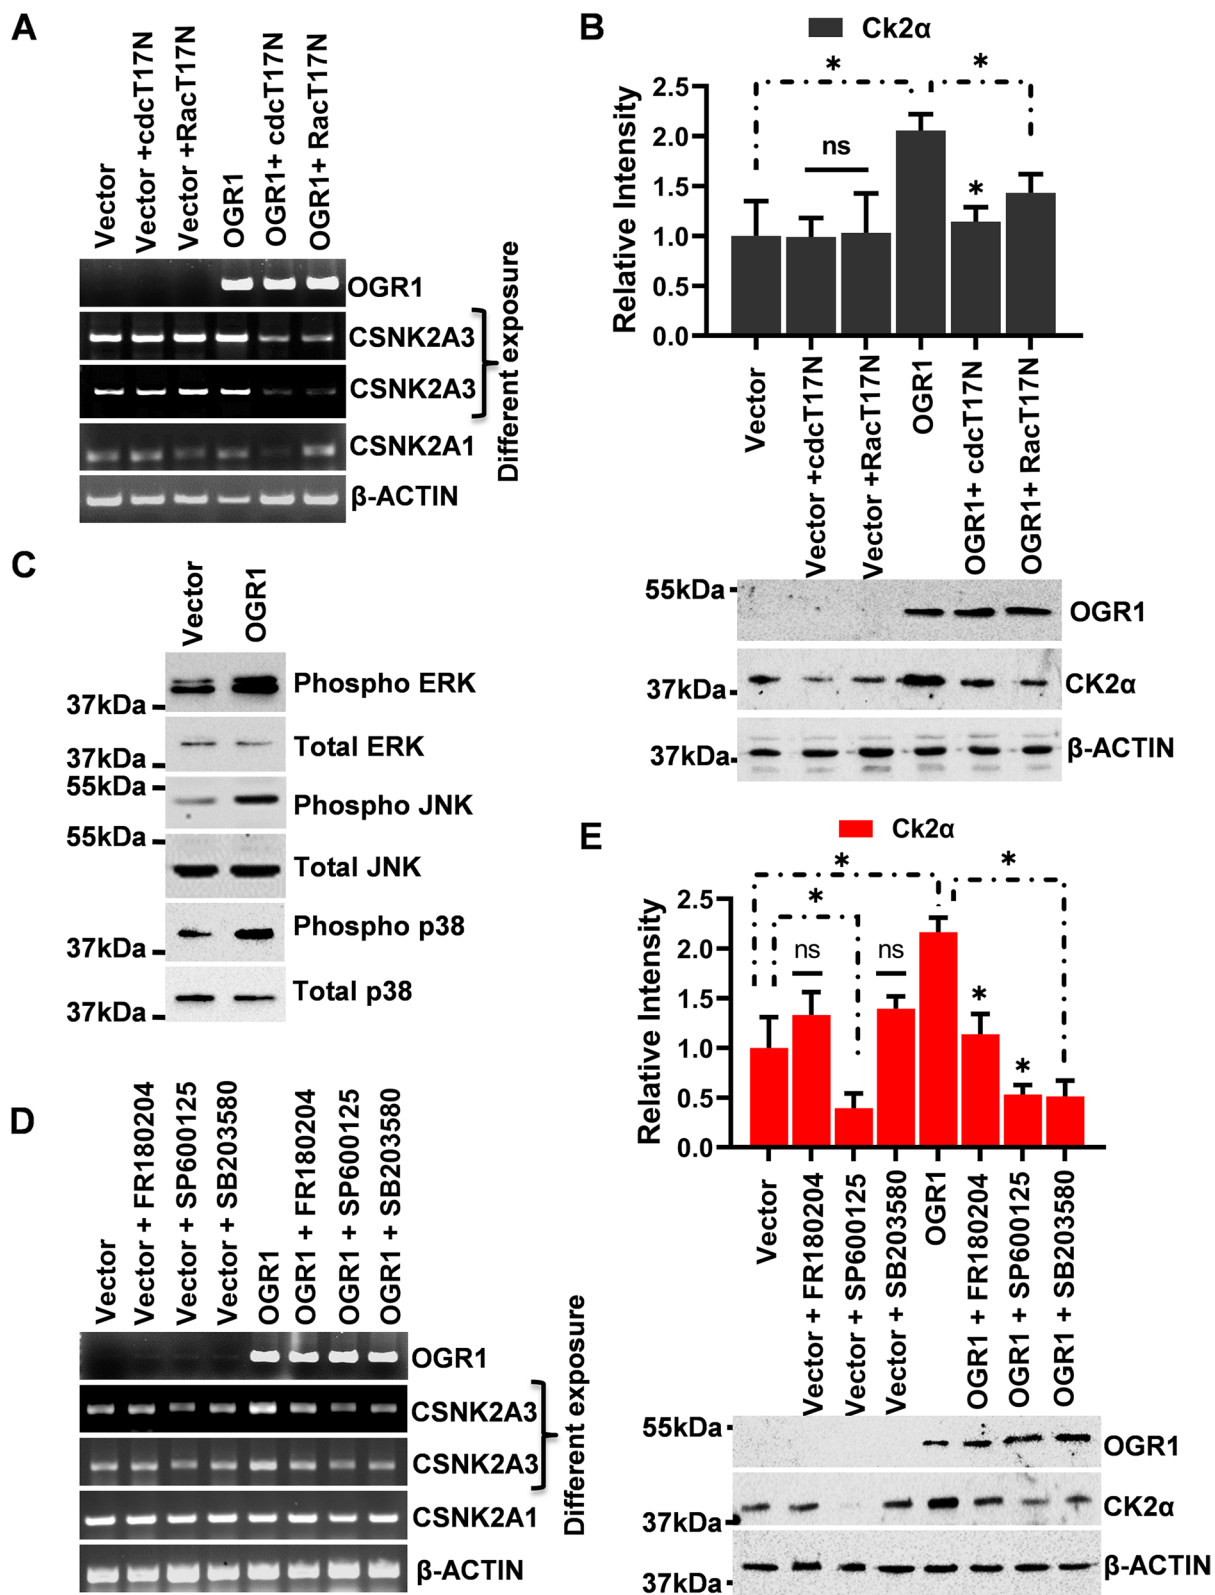 A
Vector
Vector +cdcT17N
Vector +RacT17N
OGR1
OGR1+ cdcT17N
OGR1+ RacT17N
OGR1
CSNK2A3
CSNK2A3
CSNK2A1
β-ACTIN
Different exposure
B
Ck2α
*
*
ns
*
Relative Intensity
2.5
2.0
1.5
1.0
0.5
0.0
Vector
Vector +cdcT17N
Vector +RacT17N
OGR1
OGR1+ cdcT17N
OGR1+ RacT17N
55kDa
OGR1
37kDa
CK2α
37kDa
β-ACTIN
C
Vector
OGR1
Phospho ERK
37kDa
Total ERK
37kDa
55kDa
Phospho JNK
55kDa
Total JNK
Phospho p38
37kDa
Total p38
37kDa
D
Vector
Vector + FR180204
Vector + SP600125
Vector + SB203580
OGR1
OGR1 + FR180204
OGR1 + SP600125
OGR1 + SB203580
OGR1
CSNK2A3
CSNK2A3
CSNK2A1
β-ACTIN
Different exposure
E
Ck2α
*
*
*
ns
ns
*
*
Relative Intensity
2.5
2.0
1.5
1.0
0.5
0.0
Vector
Vector + FR180204
Vector + SP600125
Vector + SB203580
OGR1
OGR1 + FR180204
OGR1 + SP600125
OGR1 + SB203580
55kDa
OGR1
CK2α
37kDa
β-ACTIN
37kDa